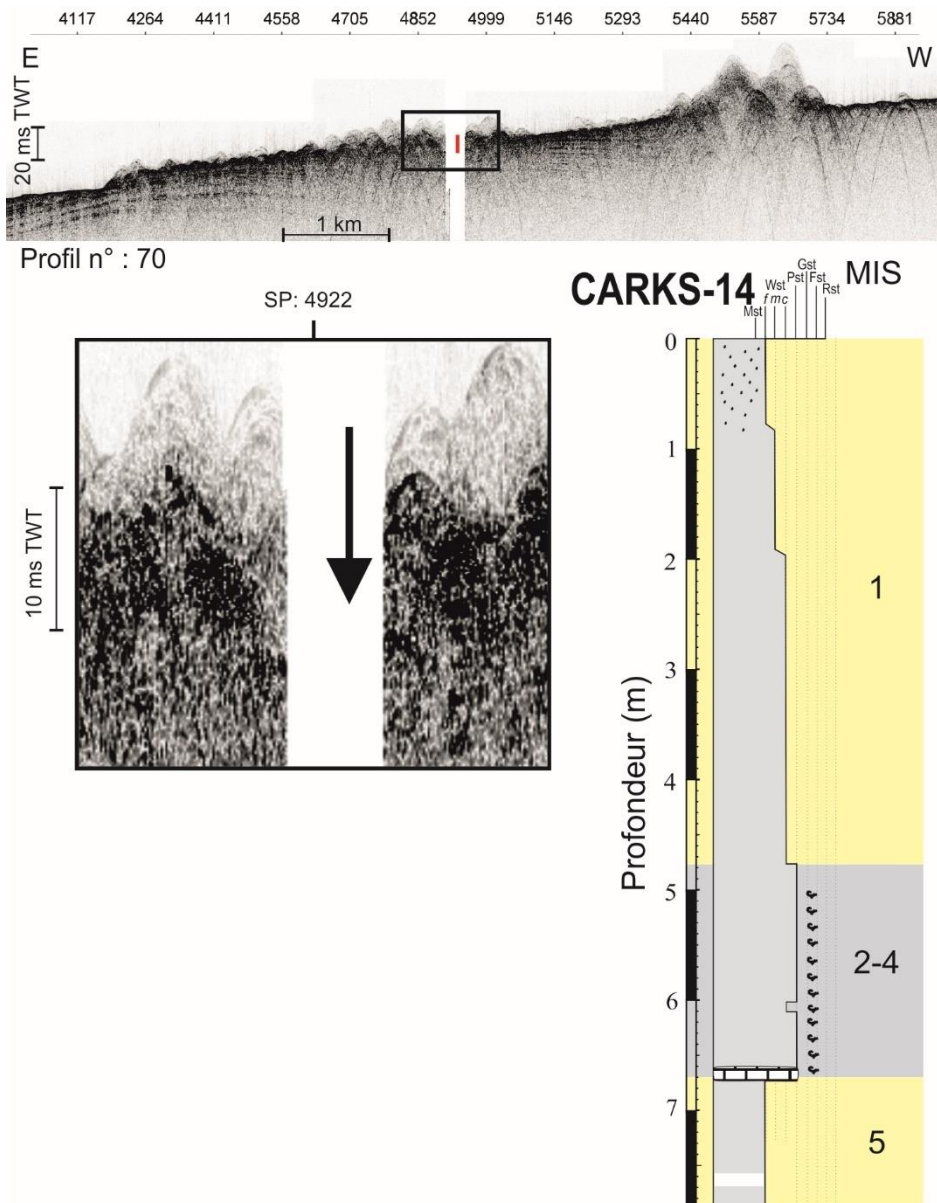 4117 4264 4411 4558 4705 4852 4999 5146 5293 5440 5587 5734 5881
E W
20 ms TWT
1 km
Profil n° : 70
SP: 4922
10 ms TWT
CARKS-14
Mst
f m c
Wst
Pst
Gst
Fst
Rst
MIS
Profondeur (m)
0
1
2
3
4
5
6
7
1
2-4
5